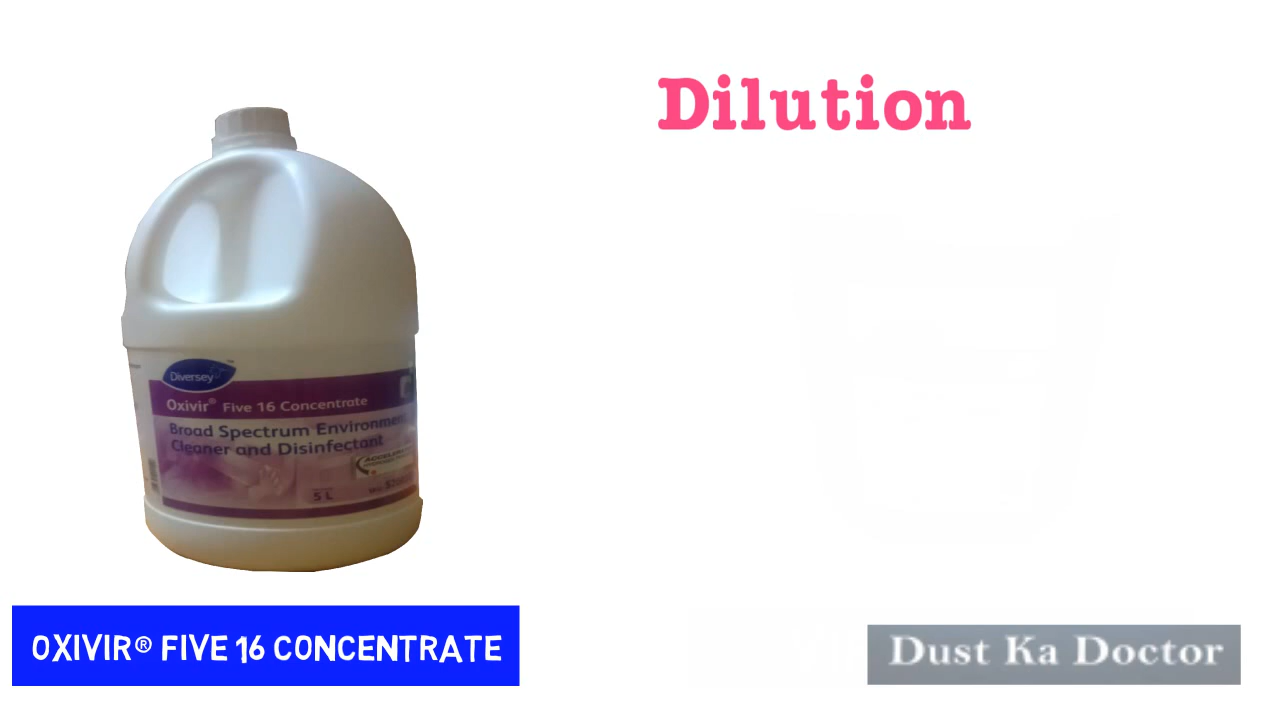 Dilution
Diversey
Oxivir® Five 16 Concentrate
Broad Spectrum Environment
Cleaner and Disinfectant
5 L
OXIVIR® FIVE 16 CONCENTRATE
Dust Ka Doctor